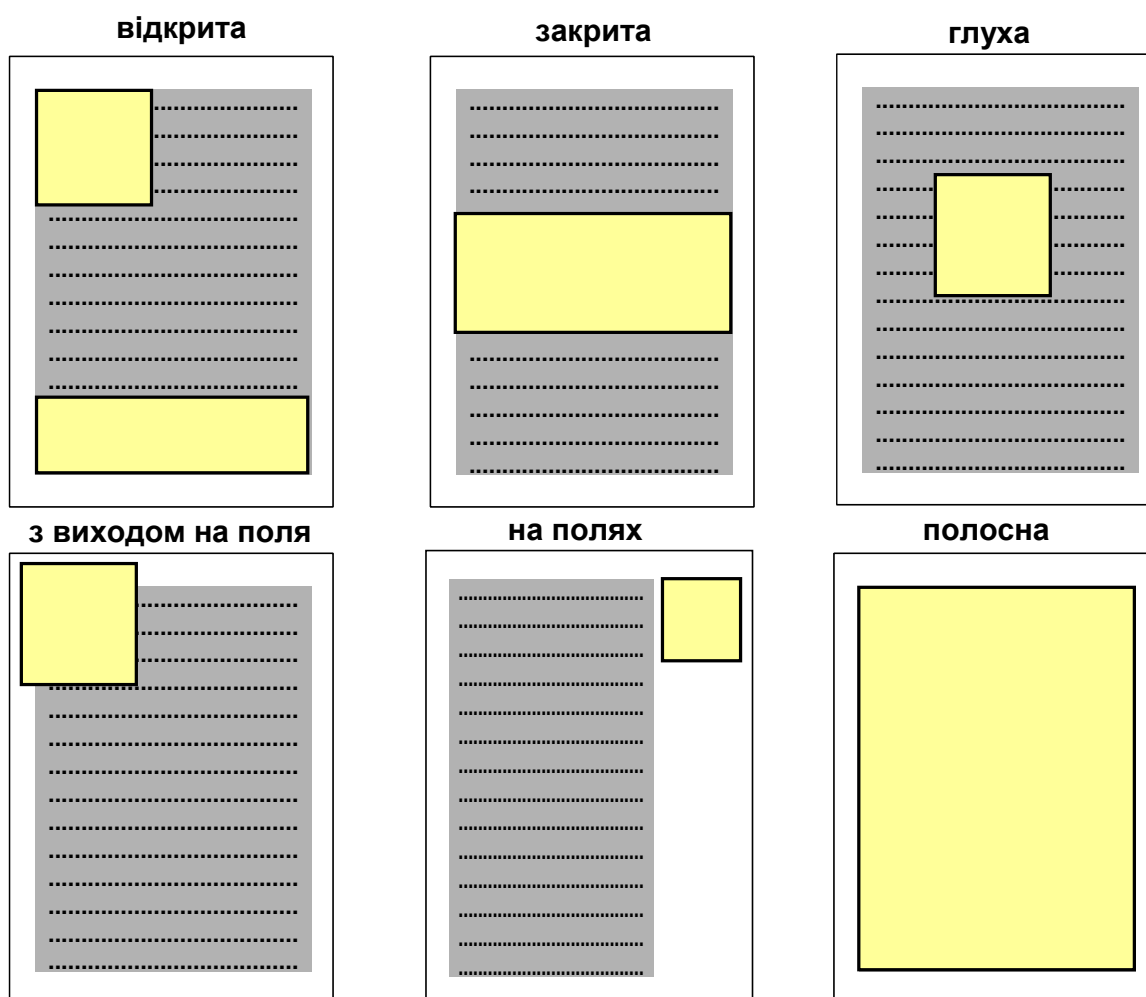 відкрита
закрита
глуха
з виходом на поля
на полях
полосна